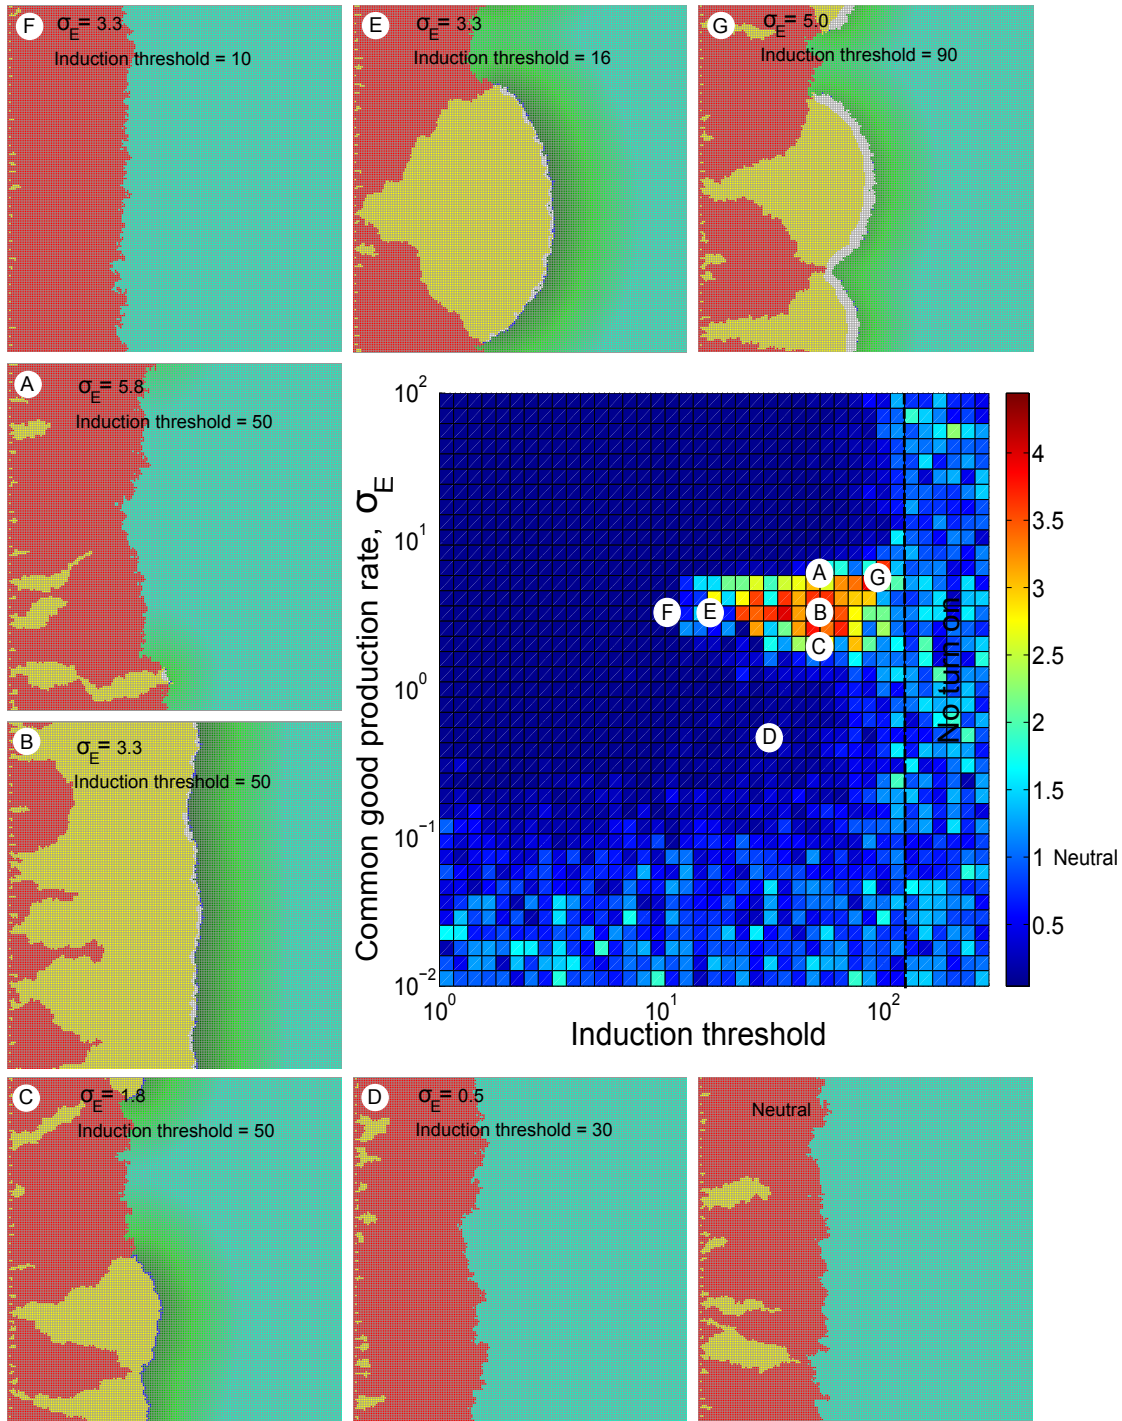 F
σE= 3.3
Induction threshold = 10
E
σE= 3.3
Induction threshold = 16
G
σE= 5.0
Induction threshold = 90
A
σE= 5.8
Induction threshold = 50
B
σE= 3.3
Induction threshold = 50
Common good production rate, σE
10^2
10^1
10^0
10^-1
10^-2
10^0
10^1
10^2
Induction threshold
A
G
F
E
B
C
D
No turn on
4
3.5
3
2.5
2
1.5
1 Neutral
0.5
C
σE= 1.8
Induction threshold = 50
D
σE= 0.5
Induction threshold = 30
Neutral